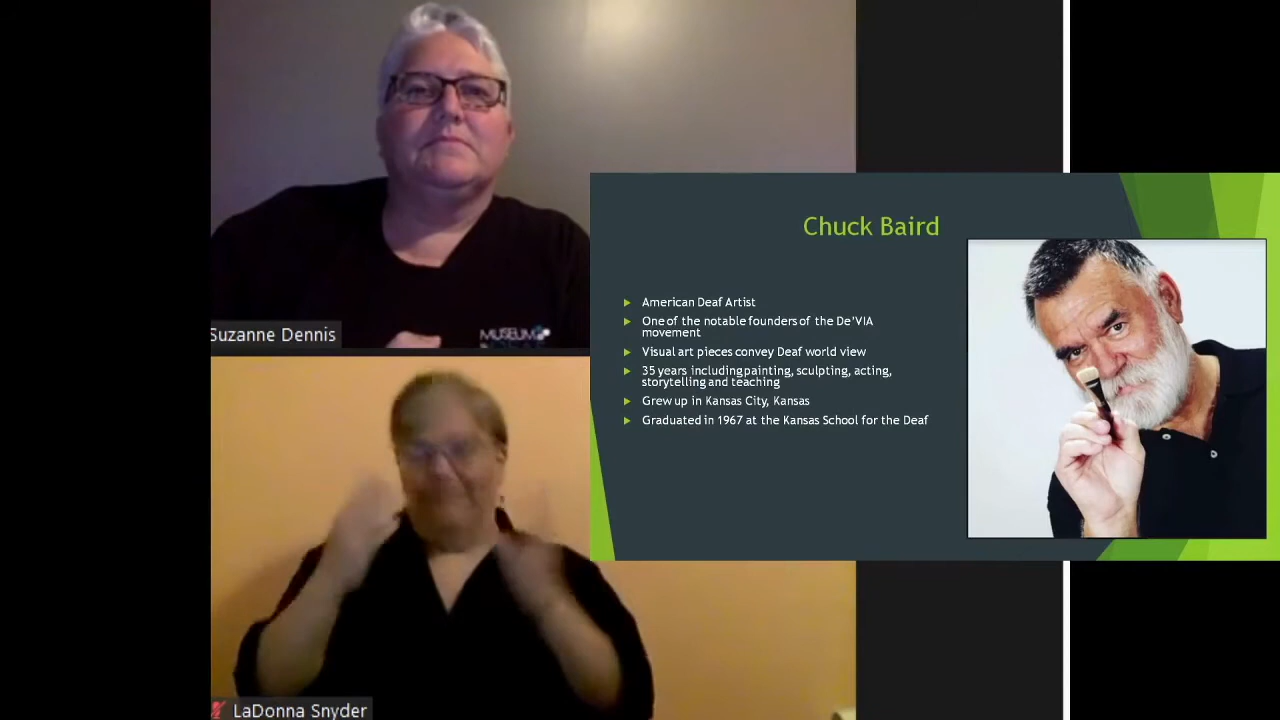 Chuck Baird
American Deaf Artist
One of the notable founders of the De'VIA
movement
Visual art pieces convey Deaf world view
35 years including painting, sculpting, acting,
storytelling and teaching
Grew up in Kansas City, Kansas
Graduated in 1967 at the Kansas School for the Deaf
MUSEUM
Suzanne Dennis
LaDonna Snyder